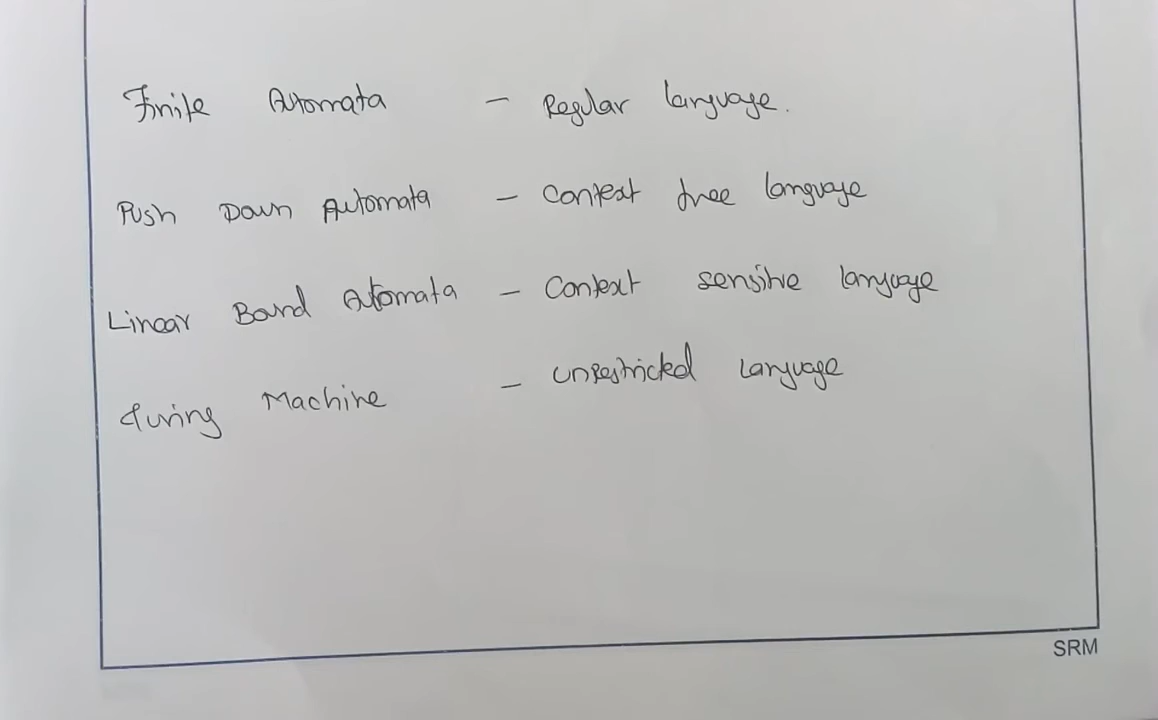 Finite Automata - Regular language.
Push Down Automata - Context free language
Linear Bound Automata - Context sensitive language
Turing Machine - Unrestricted Language
SRM